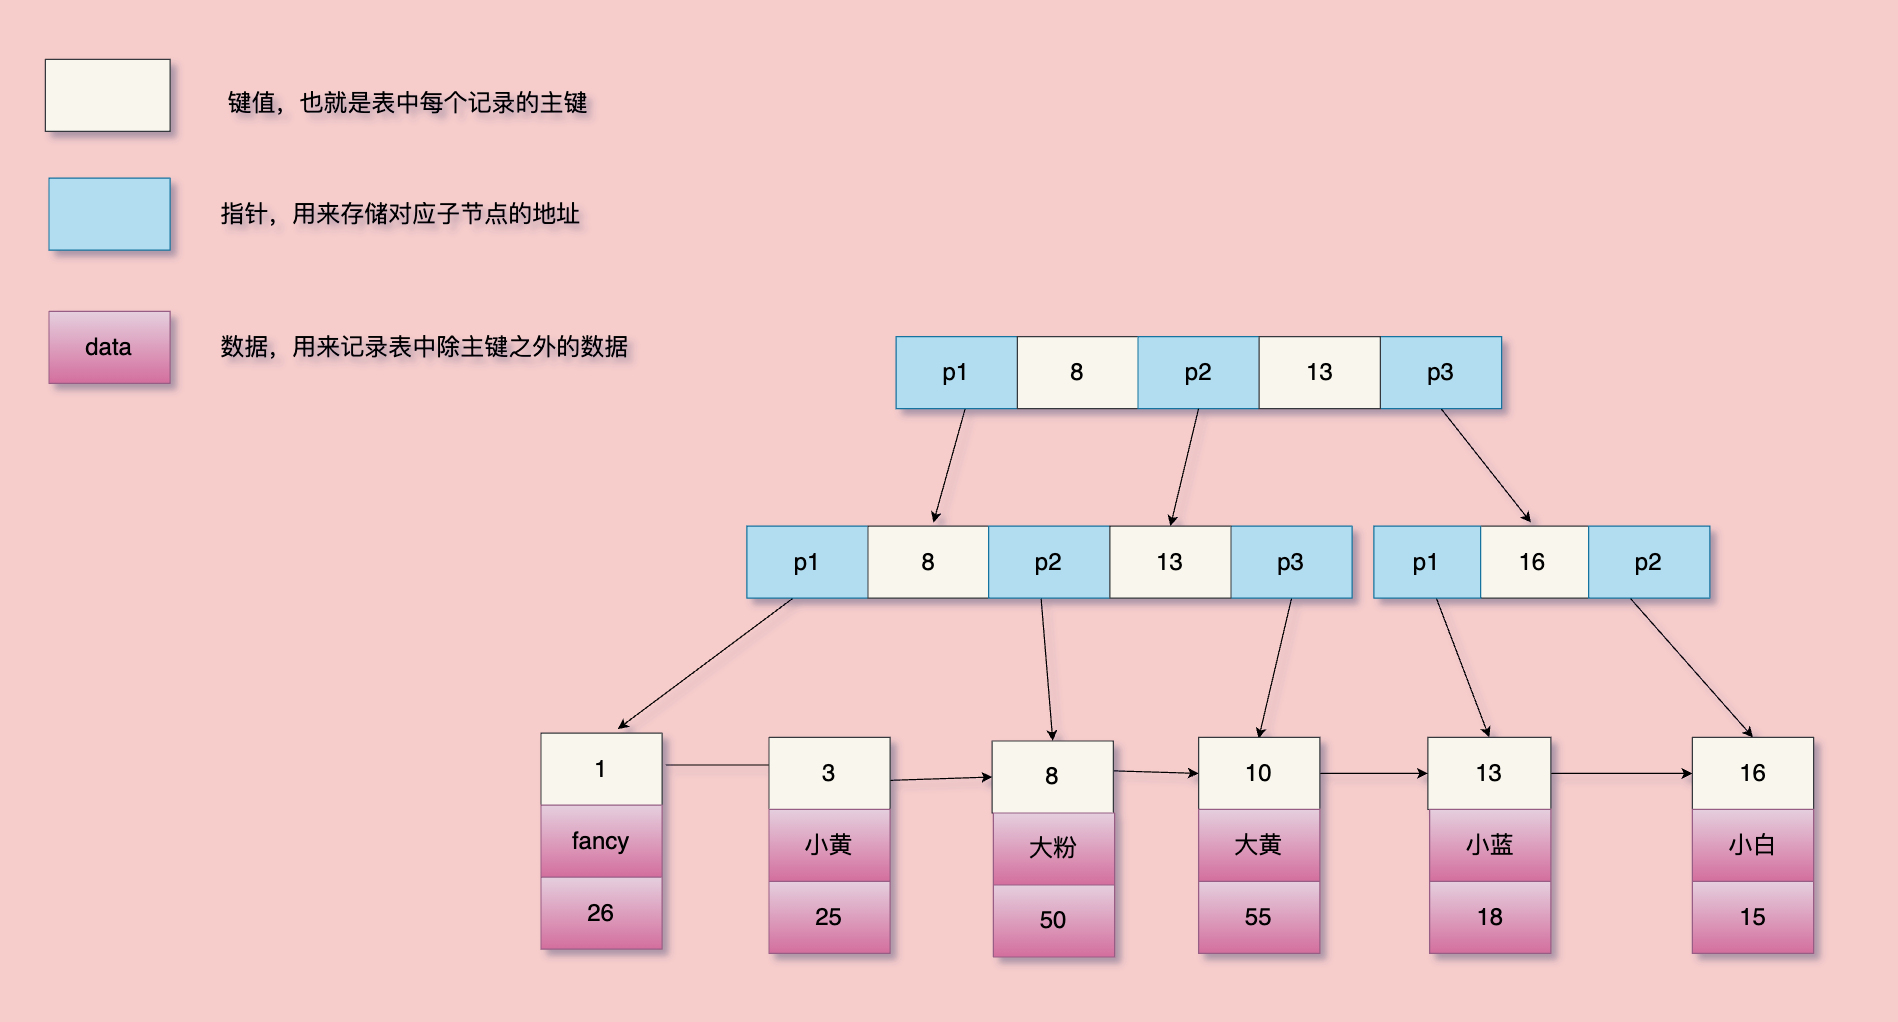 键值，也就是表中每个记录的主键
指针，用来存储对应子节点的地址
data
数据，用来记录表中除主键之外的数据
p1 8 p2 13 p3
p1 8 p2 13 p3
p1 16 p2
1
fancy
26
3
小黄
25
8
大粉
50
10
大黄
55
13
小蓝
18
16
小白
15